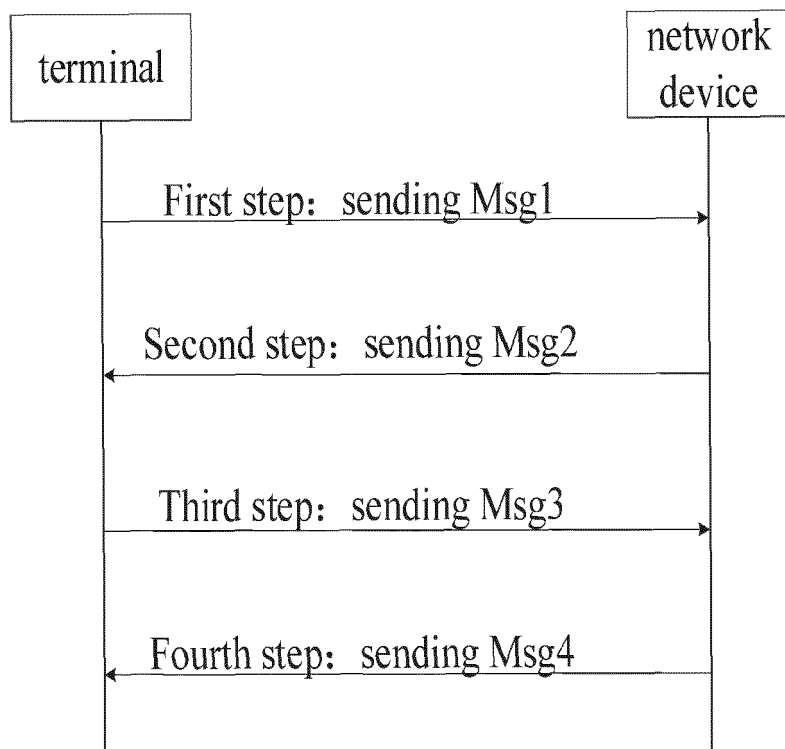 terminal
network
device
First step: sending Msg1
Second step: sending Msg2
Third step: sending Msg3
Fourth step: sending Msg4